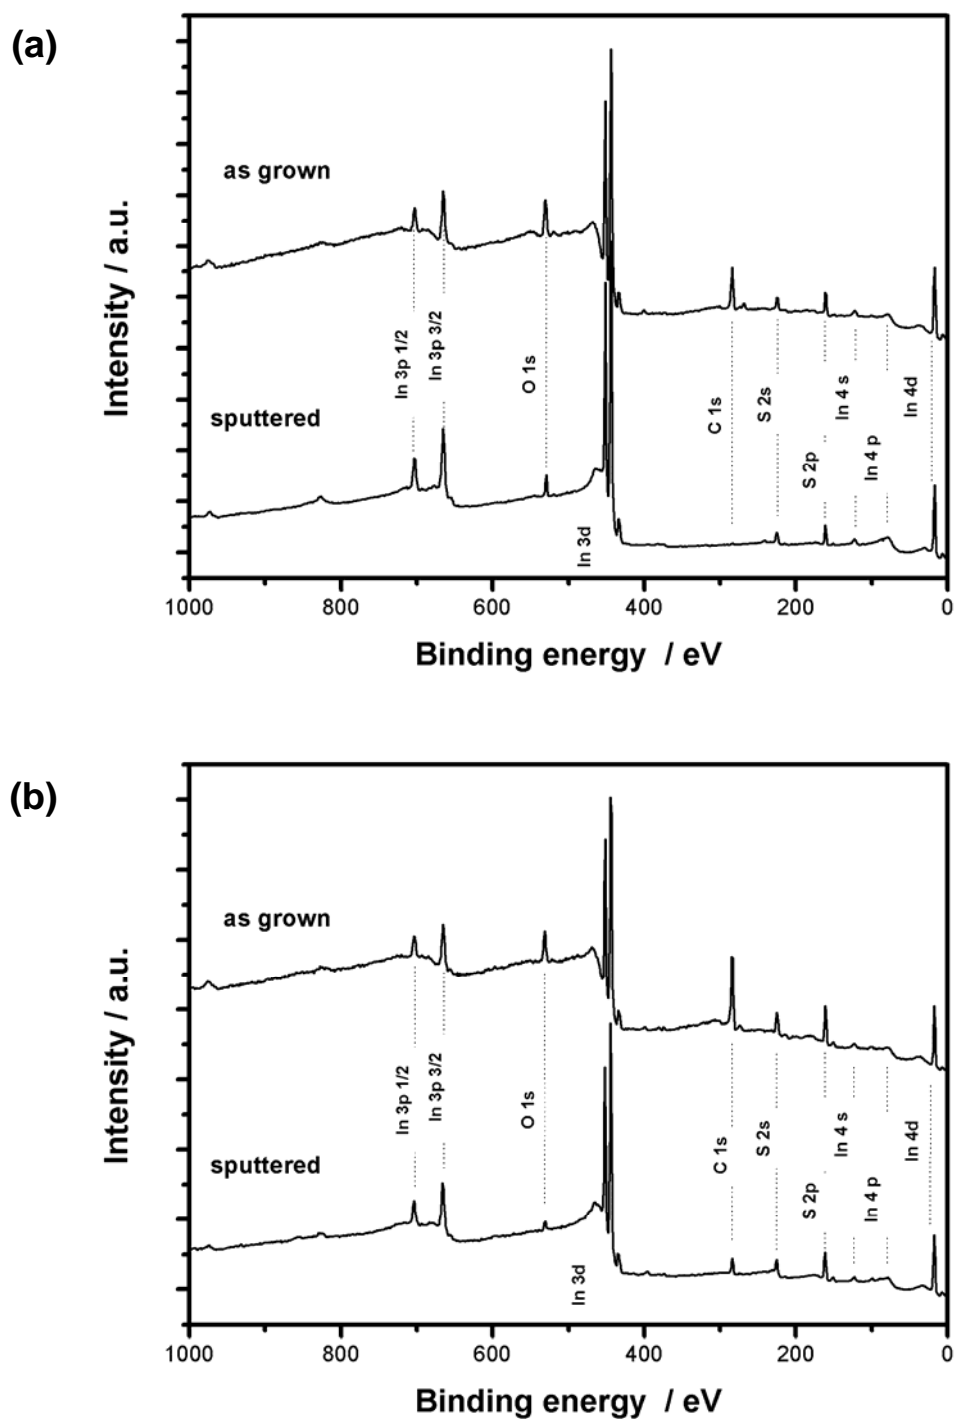 (a)
Intensity / a.u.
as grown
sputtered
In 3p 1/2
In 3p 3/2
O 1s
In 3d
C 1s
S 2s
S 2p
In 4 s
In 4 p
In 4d
1000 800 600 400 200 0
Binding energy / eV
(b)
Intensity / a.u.
as grown
sputtered
In 3p 1/2
In 3p 3/2
O 1s
In 3d
C 1s
S 2s
S 2p
In 4 s
In 4 p
In 4d
1000 800 600 400 200 0
Binding energy / eV